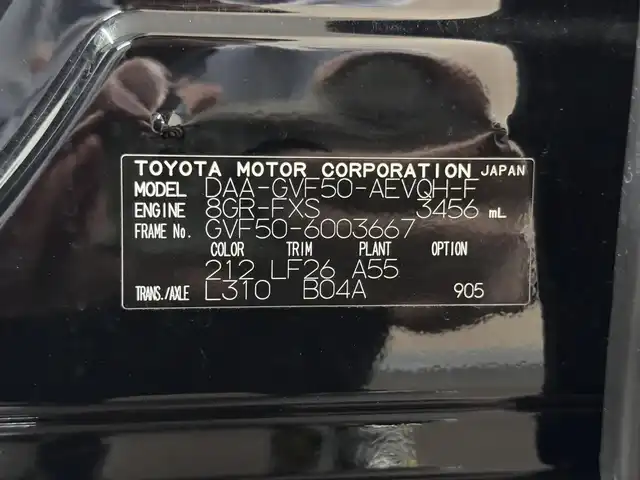 TOYOTA MOTOR CORPORATION JAPAN
MODEL DAA-GVF50-AEVQH-F
ENGINE 8GR-FXS 3456 mL
FRAME No. GVF50-6003667
COLOR TRIM PLANT OPTION
212 LF26 A55
TRANS./AXLE L310 B04A 905